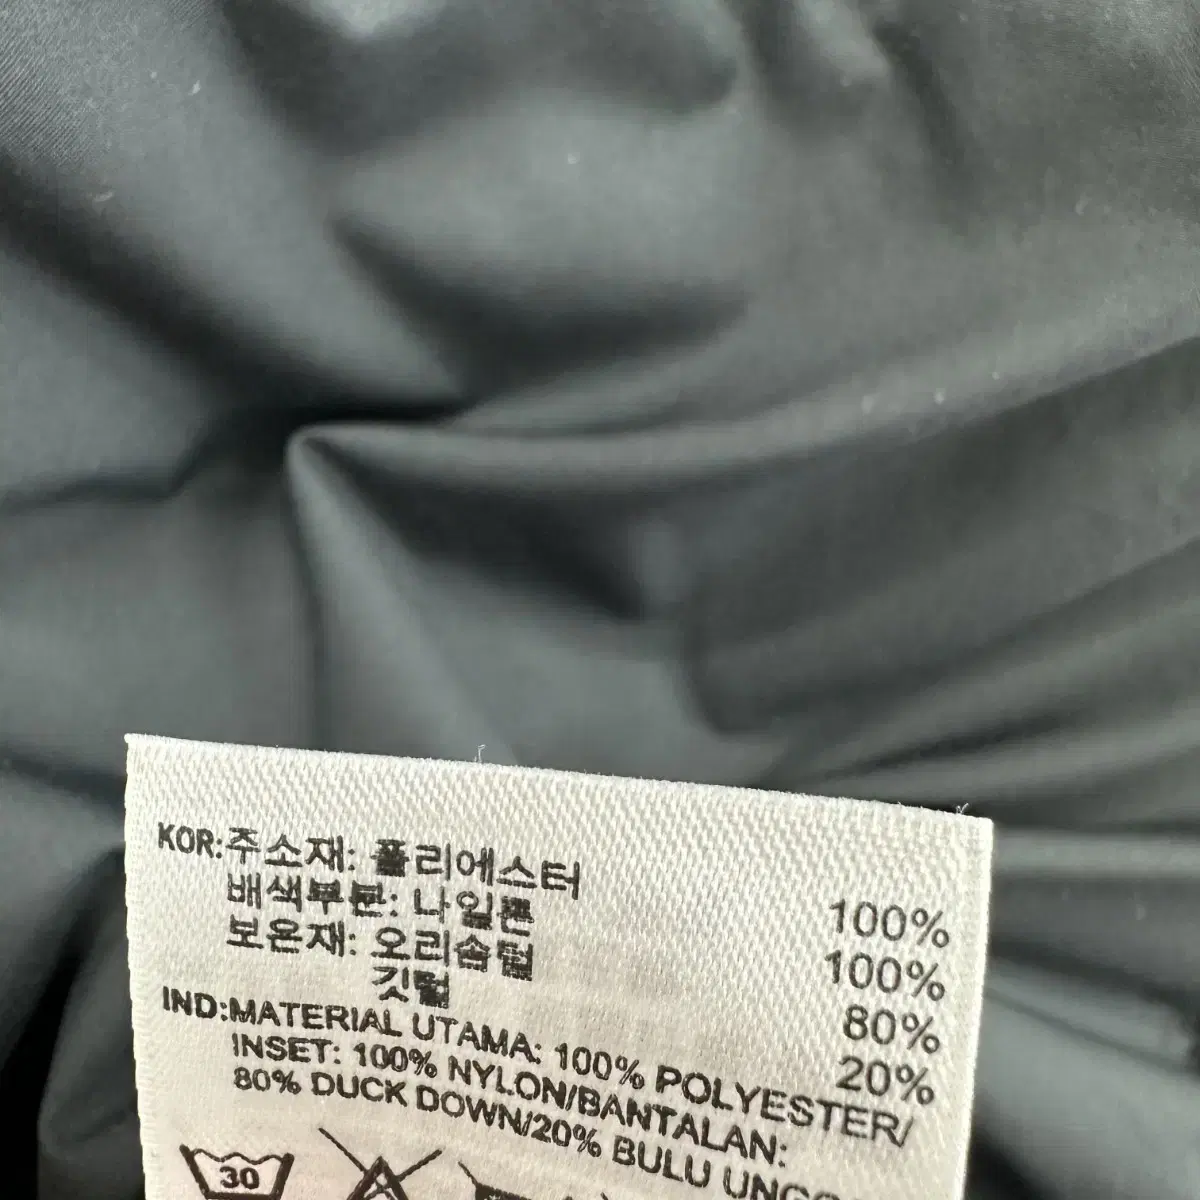 KOR:주소재: 폴리에스터 100%
배색부분: 나일론 100%
보온재: 오리솜털 80%
깃털 20%
IND:MATERIAL UTAMA: 100% POLYESTER/
INSET: 100% NYLON/BANTALAN:
80% DUCK DOWN/20% BULU
30